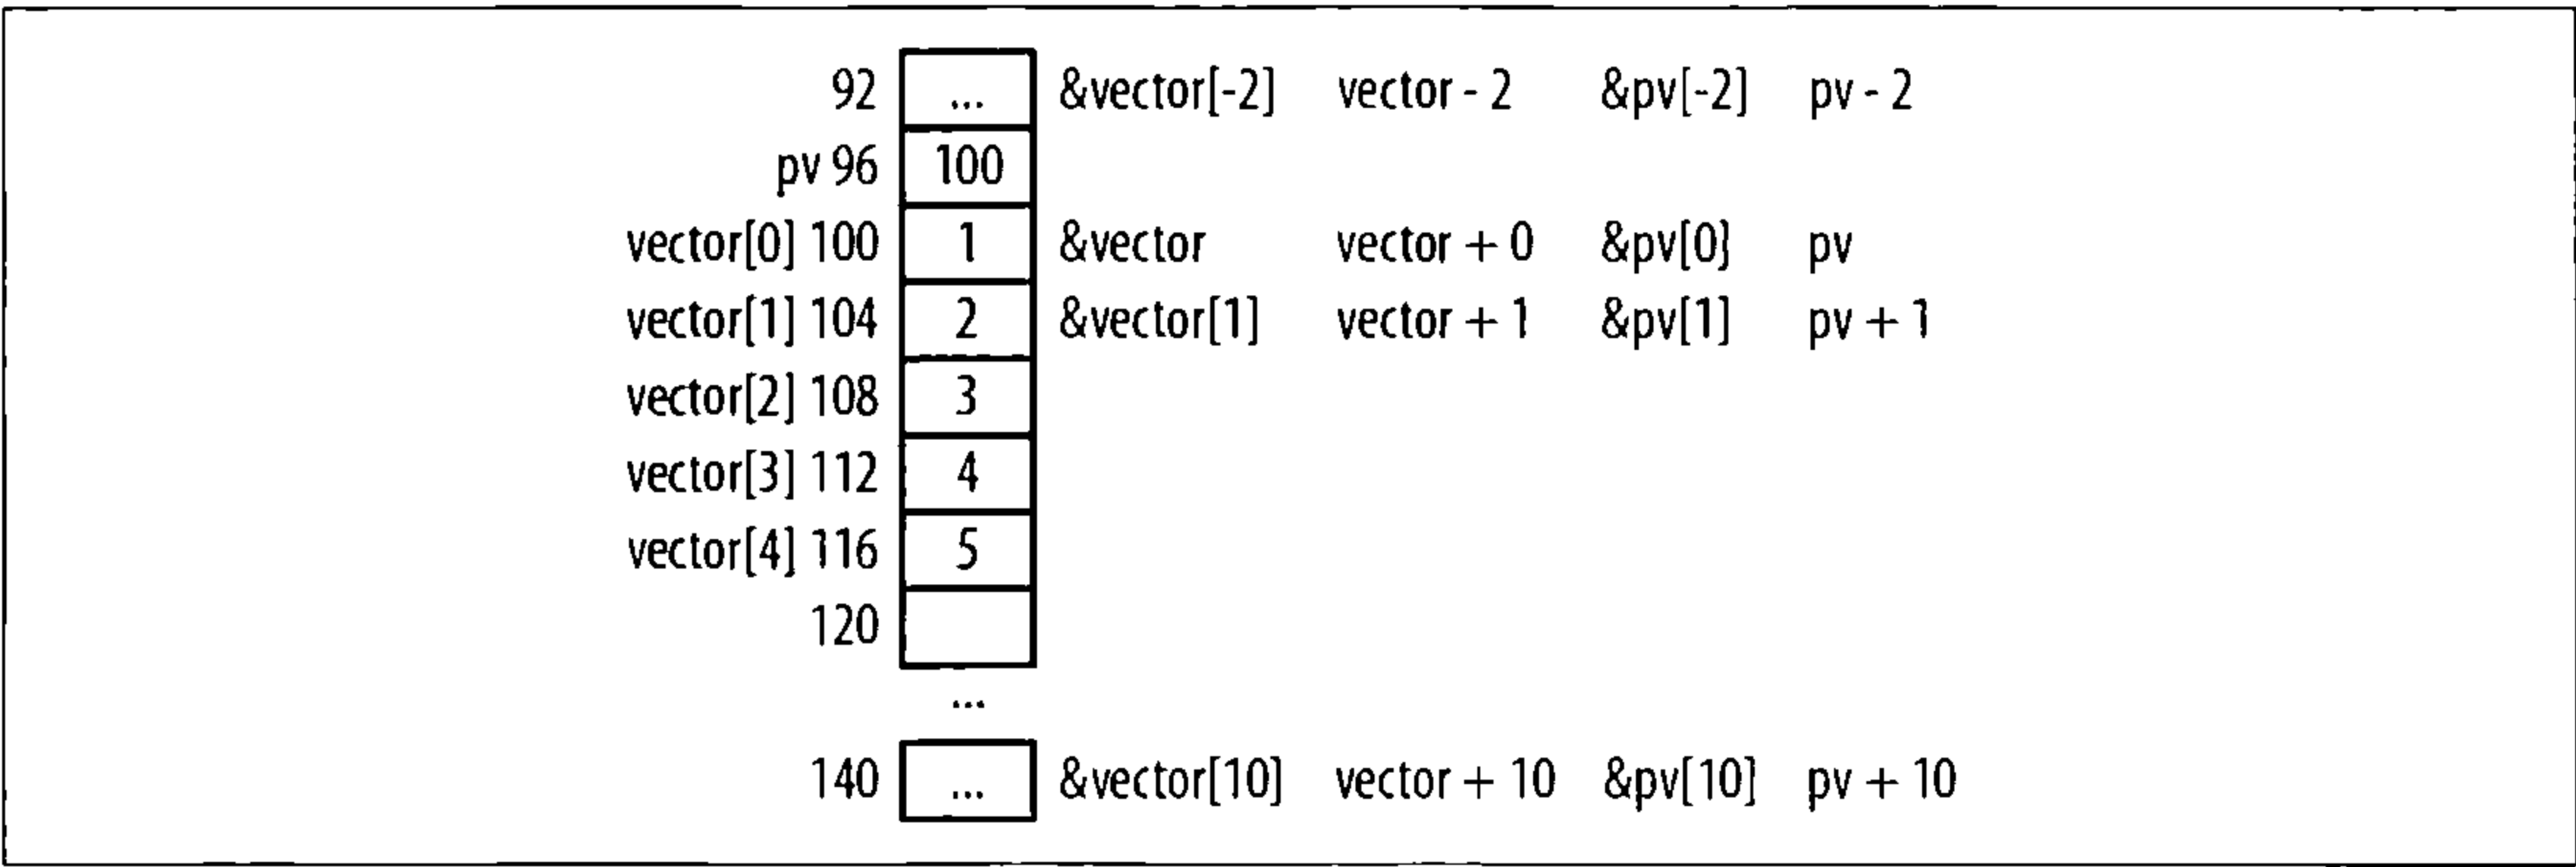 92 ... &vector[-2] vector - 2 &pv[-2] pv - 2
pv 96 100
vector[0] 100 1 &vector vector + 0 &pv[0] pv
vector[1] 104 2 &vector[1] vector + 1 &pv[1] pv + 1
vector[2] 108 3
vector[3] 112 4
vector[4] 116 5
120
...
140 ... &vector[10] vector + 10 &pv[10] pv + 10